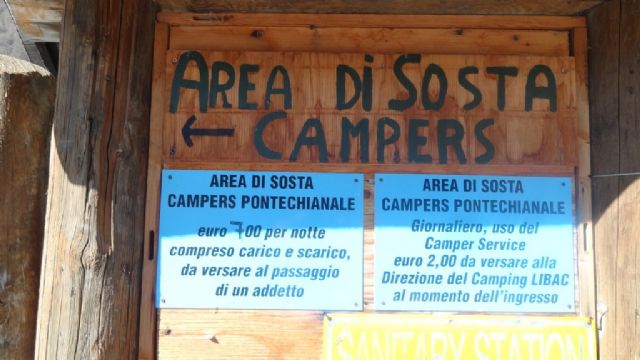 AREA DI SOSTA
← CAMPERS
AREA DI SOSTA
CAMPERS PONTECHIANALE
euro 700 per notte
compreso carico e scarico,
da versare al passaggio
di un addetto
AREA DI SOSTA
CAMPERS PONTECHIANALE
Giornaliero, uso del
Camper Service
euro 2,00 da versare alla
Direzione del Camping LIBAC
al momento dell'ingresso
SANITARY STATION